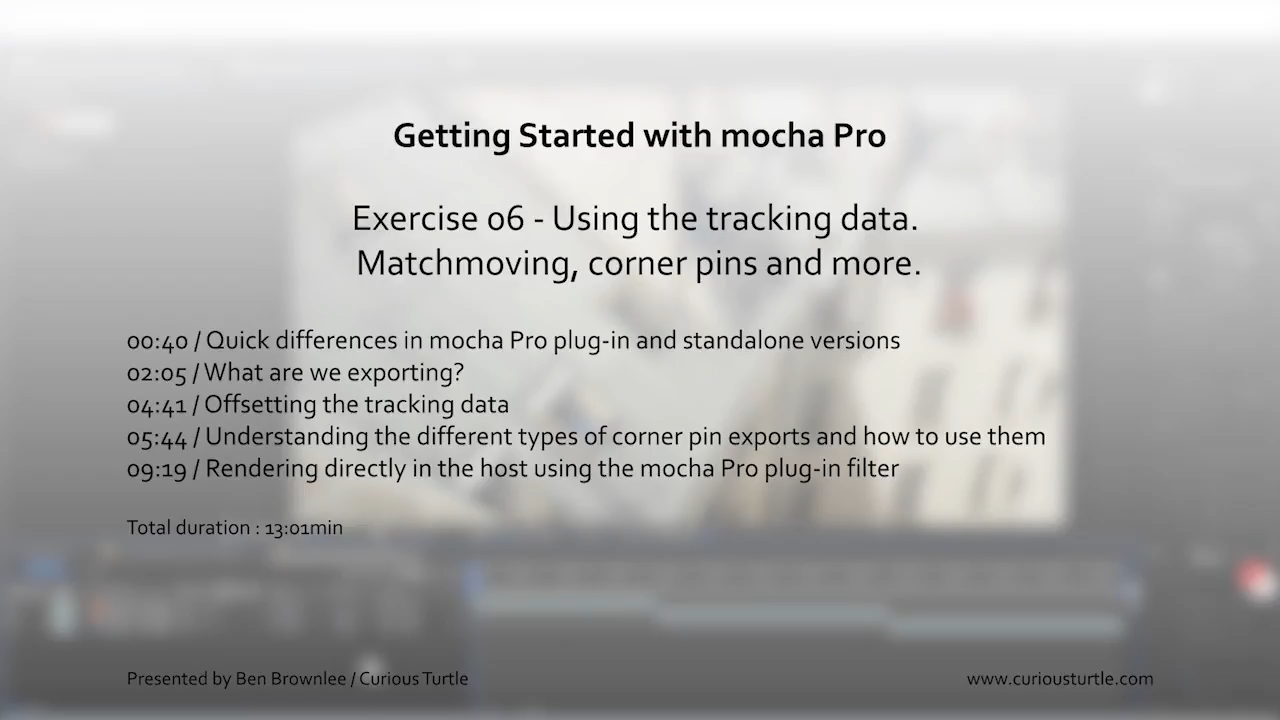 Getting Started with mocha Pro
Exercise 06 - Using the tracking data.
Matchmoving, corner pins and more.
00:40 / Quick differences in mocha Pro plug-in and standalone versions
02:05 / What are we exporting?
04:41 / Offsetting the tracking data
05:44 / Understanding the different types of corner pin exports and how to use them
09:19 / Rendering directly in the host using the mocha Pro plug-in filter
Total duration : 13:01min
Presented by Ben Brownlee / Curious Turtle
www.curiousturtle.com